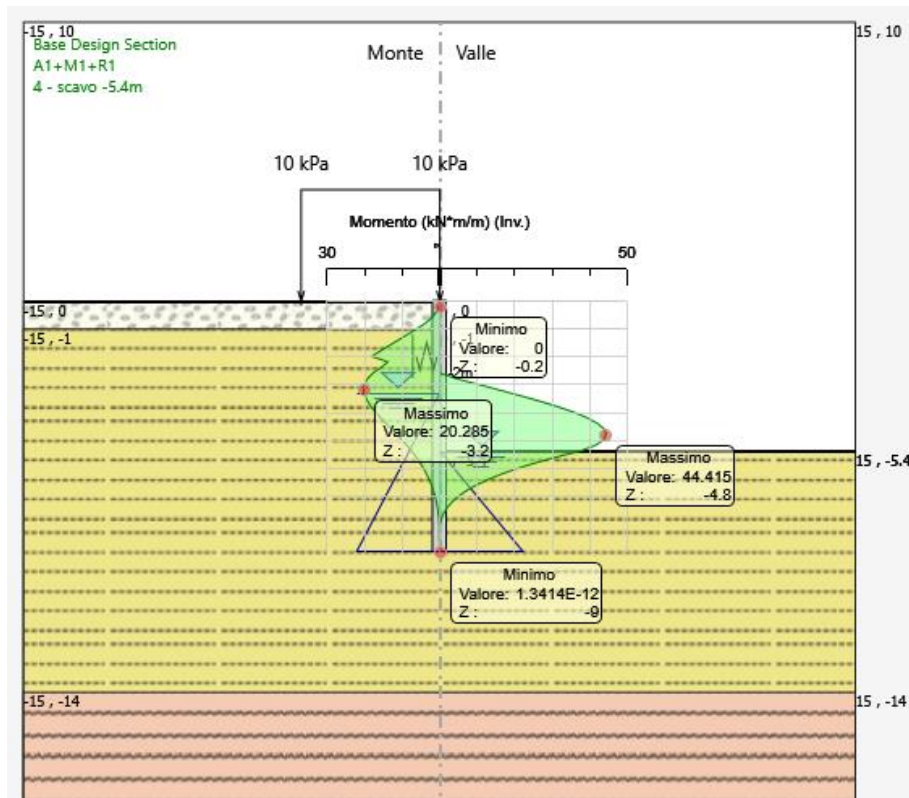 -15 , 10
15 , 10
Base Design Section
A1+M1+R1
4 - scavo -5.4m
Monte
Valle
10 kPa
10 kPa
Momento (kN*m/m) (Inv.)
30
50
-15 , 0
, 0
-15 , -1
, -1
2m
Minimo
Valore: 0
Z : -0.2
Massimo
Valore: 20.285
Z : -3.2
Massimo
Valore: 44.415
Z : -4.8
15 , -5.4
Minimo
Valore: 1.3414E-12
Z : -9
-15 , -14
15 , -14